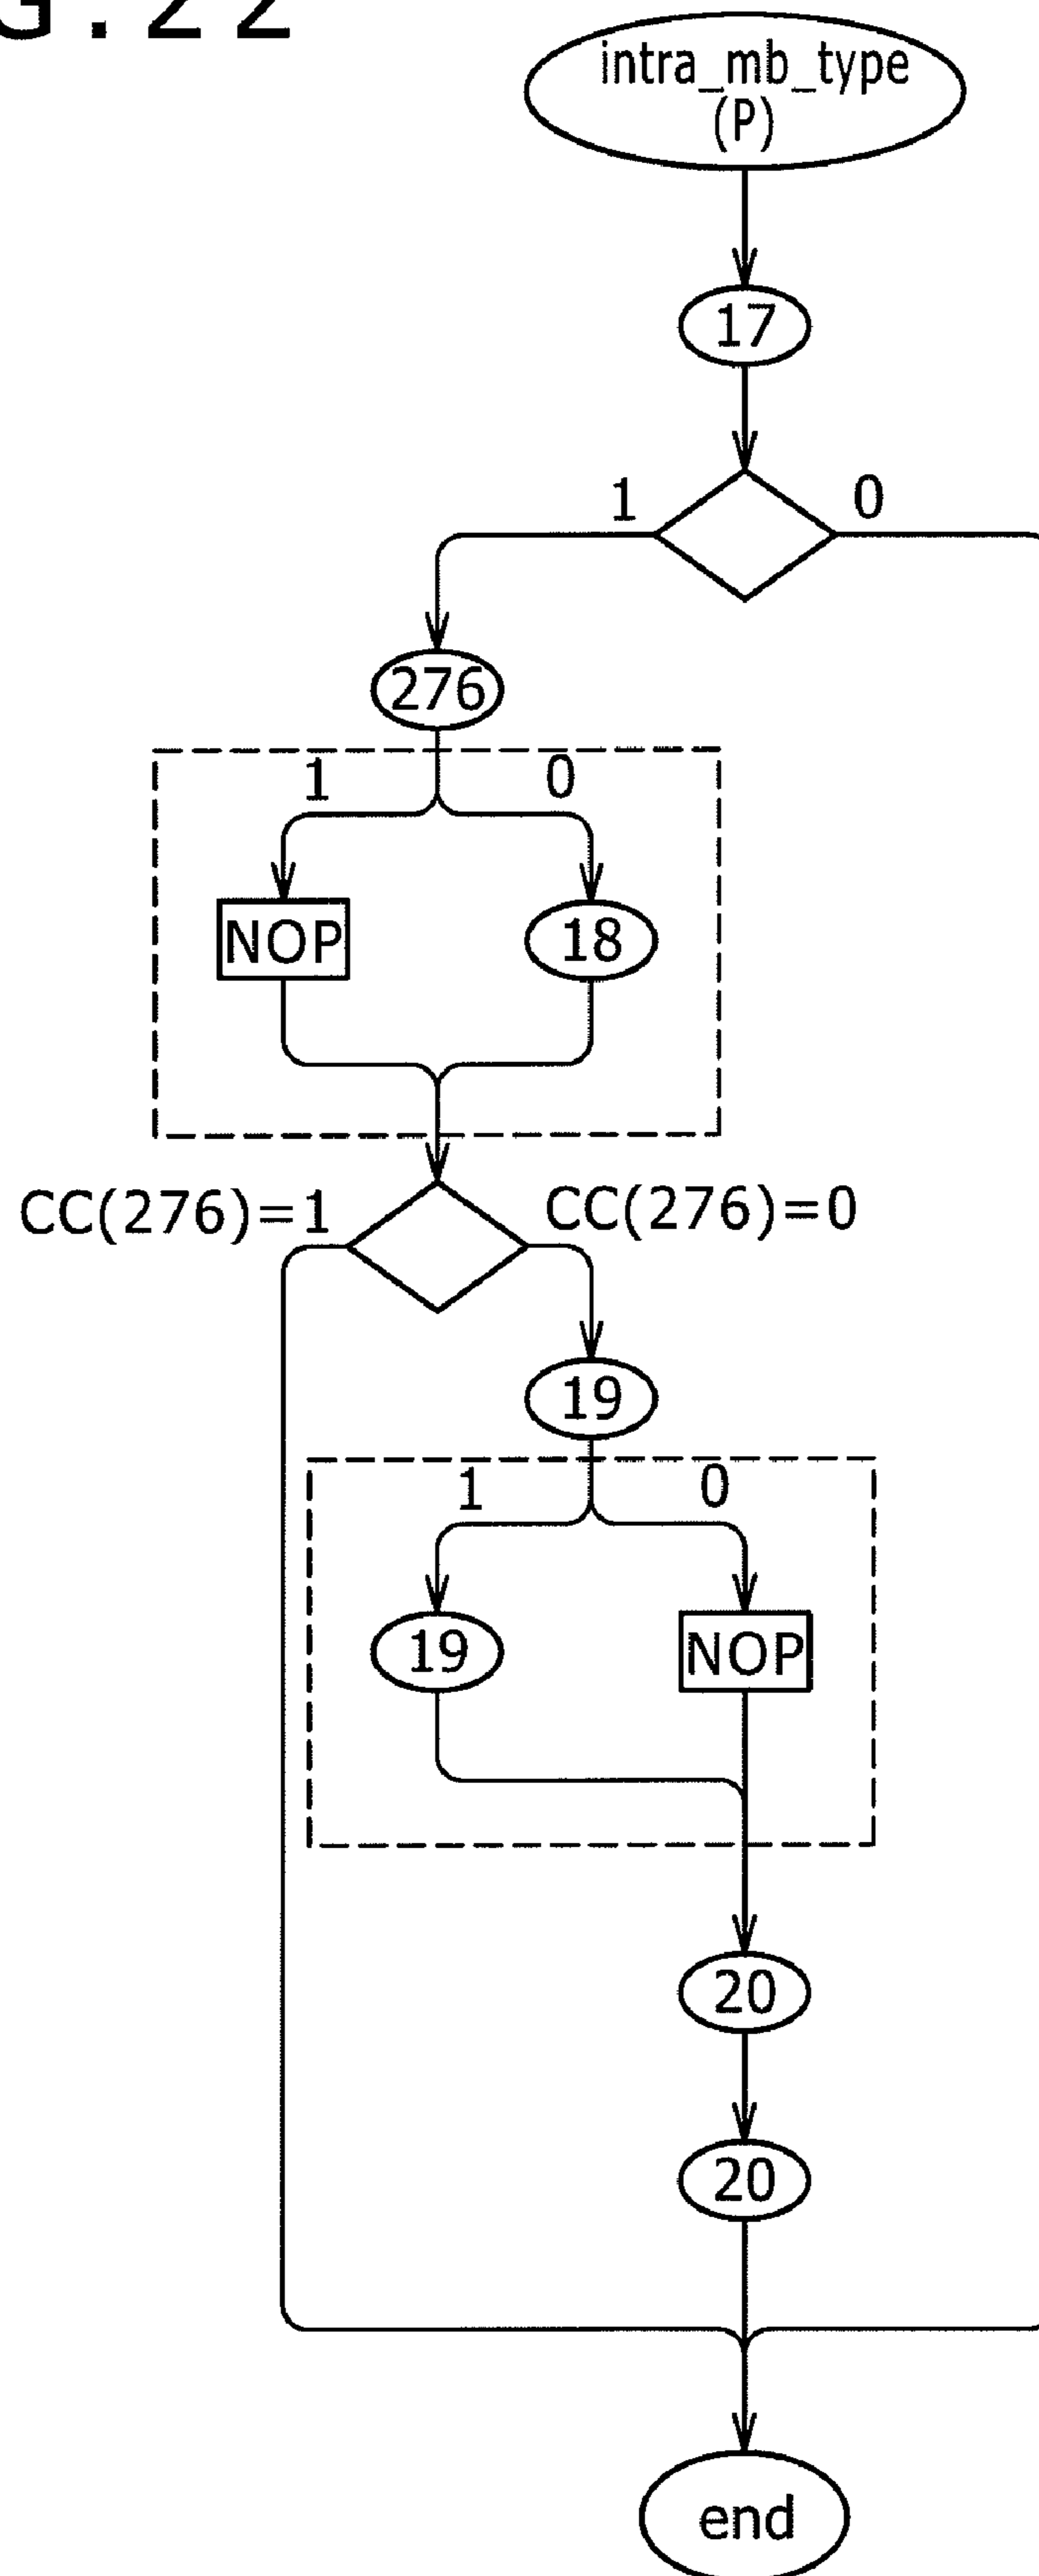 G.22
intra_mb_type
(P)
17
1
0
276
1
0
NOP
18
CC(276)=1
CC(276)=0
19
1
0
19
NOP
20
20
end